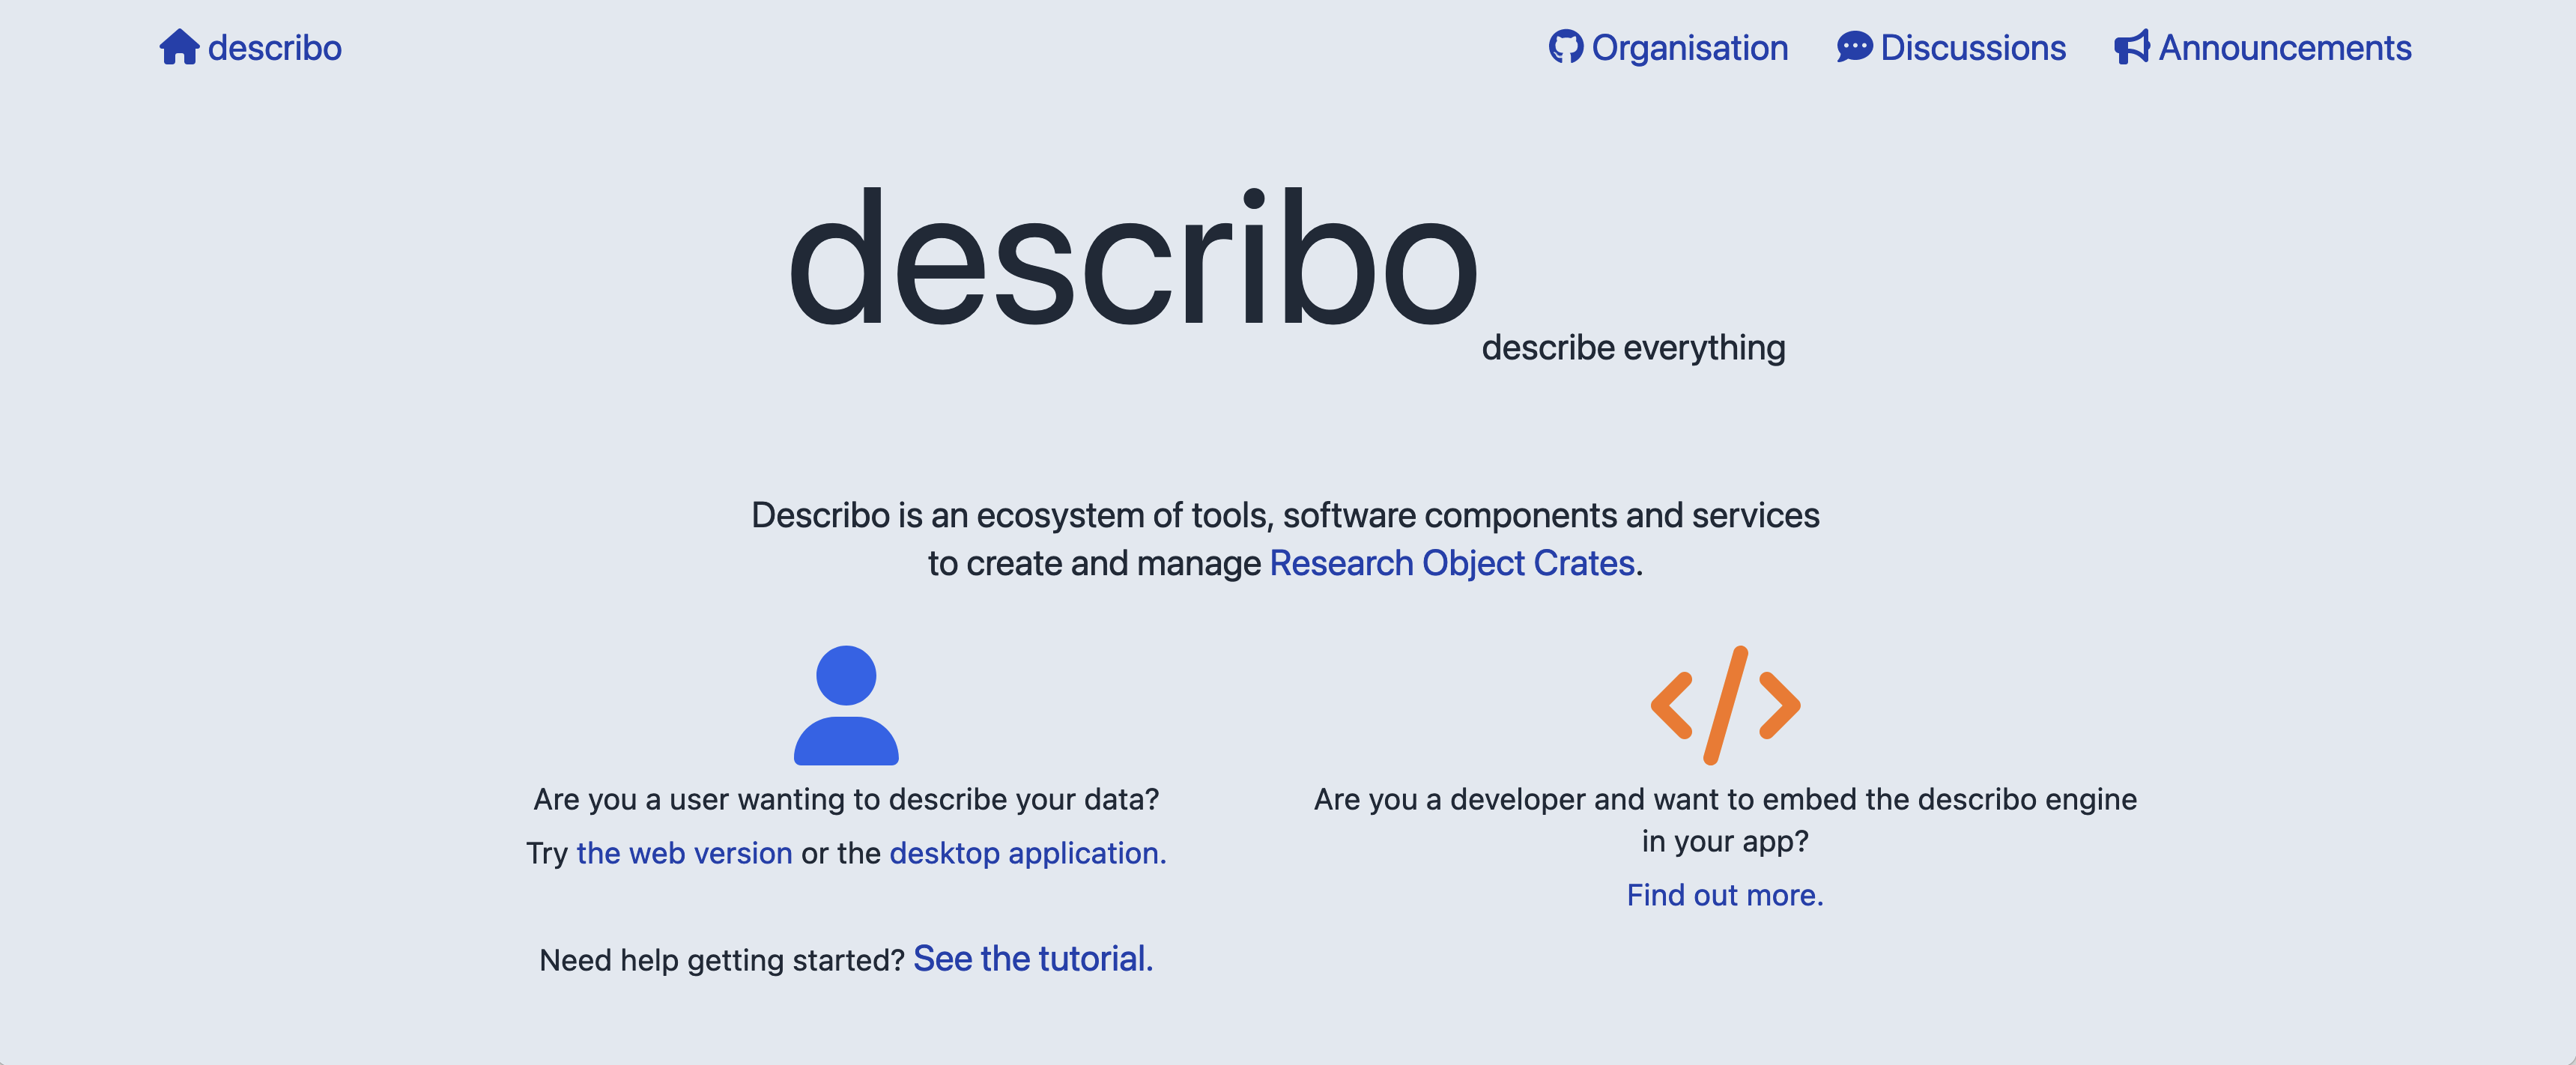 describo
Organisation
Discussions
Announcements
describo
describe everything
Describo is an ecosystem of tools, software components and services
to create and manage Research Object Crates.
Are you a user wanting to describe your data?
Try the web version or the desktop application.
Need help getting started? See the tutorial.
Are you a developer and want to embed the describo engine
in your app?
Find out more.